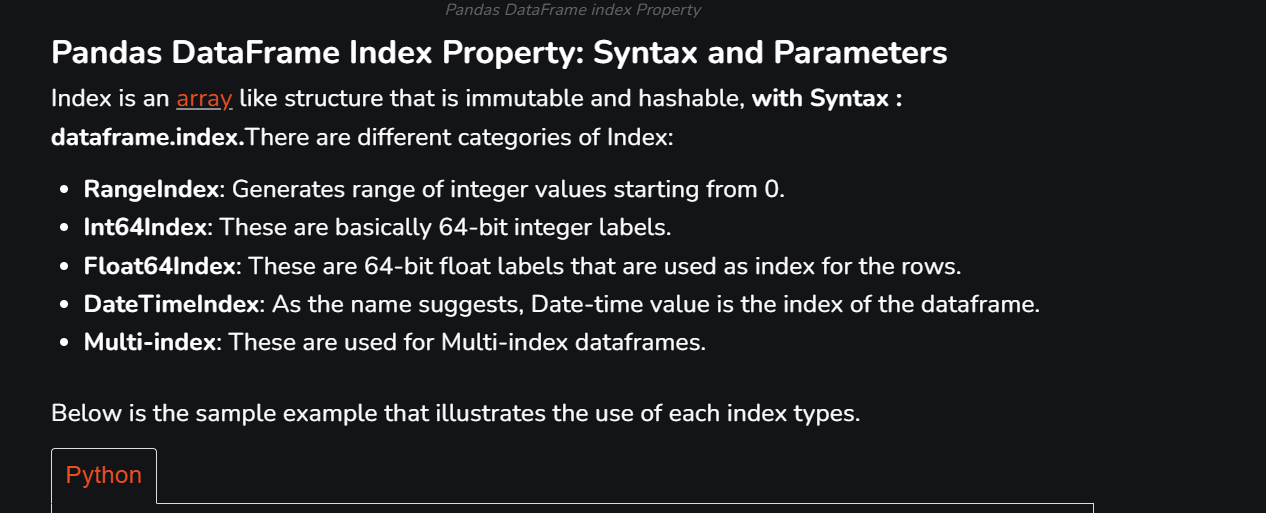 Pandas DataFrame index Property
Pandas DataFrame Index Property: Syntax and Parameters
Index is an array like structure that is immutable and hashable, with Syntax :
dataframe.index.There are different categories of Index:
• RangeIndex: Generates range of integer values starting from 0.
• Int64Index: These are basically 64-bit integer labels.
• Float64Index: These are 64-bit float labels that are used as index for the rows.
• DateTimeIndex: As the name suggests, Date-time value is the index of the dataframe.
• Multi-index: These are used for Multi-index dataframes.
Below is the sample example that illustrates the use of each index types.
Python